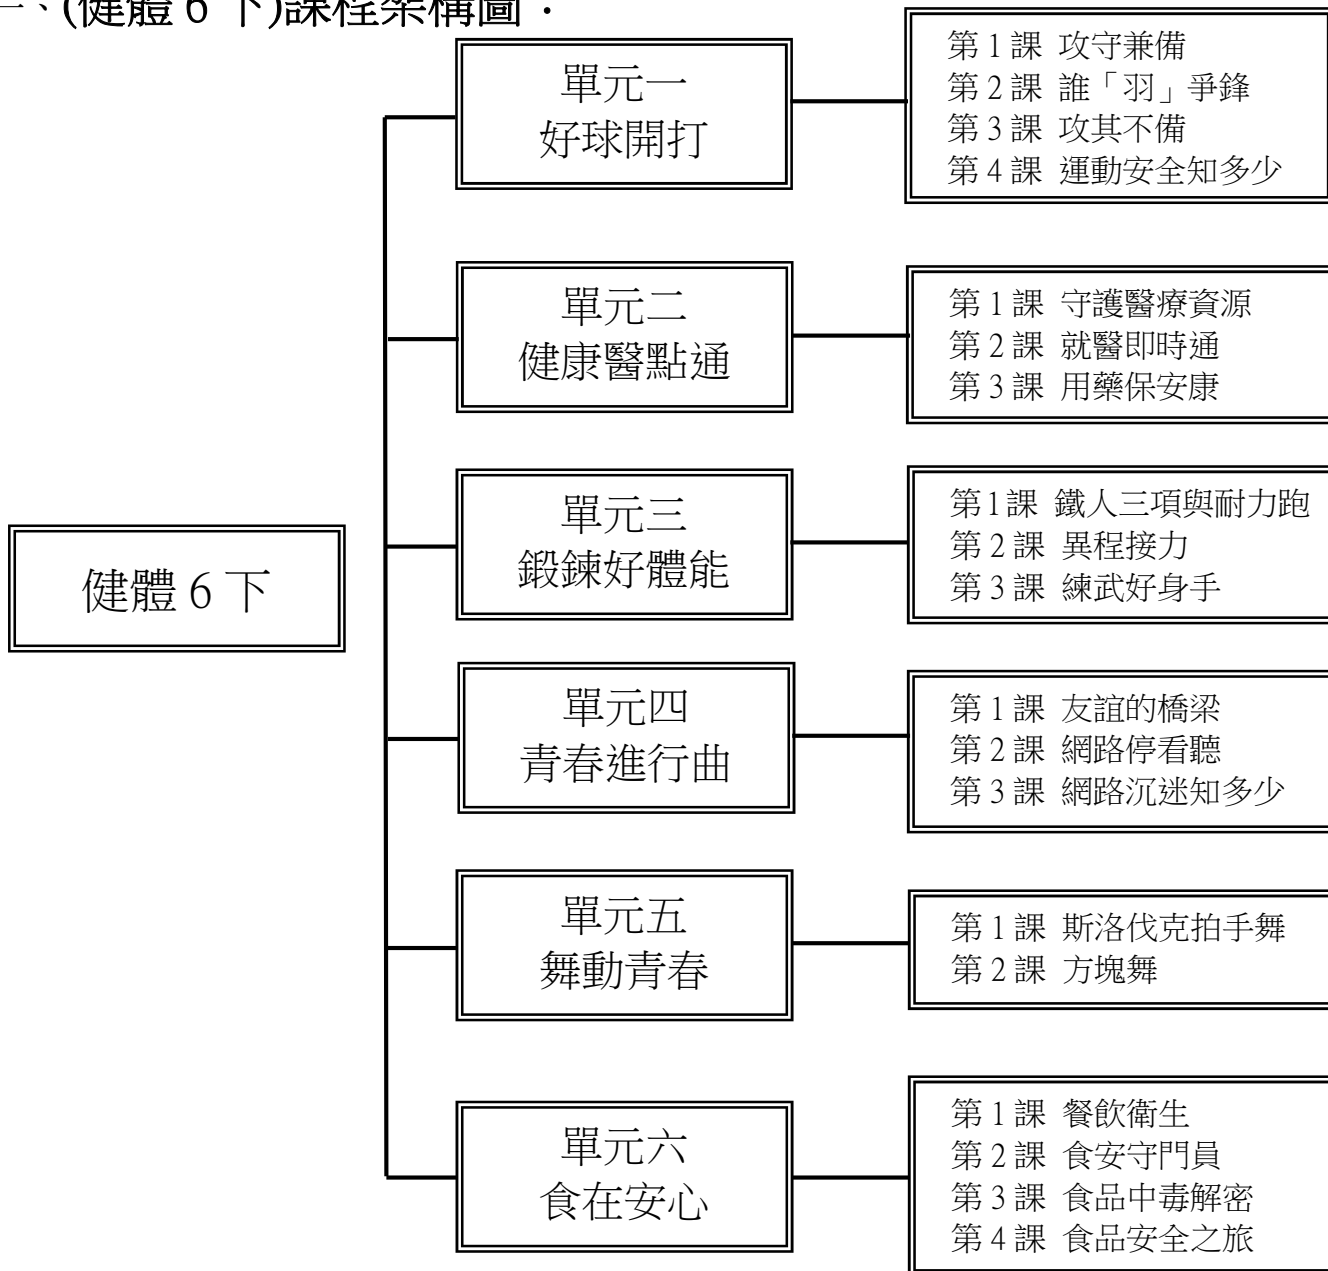 一、(健體 6 下)課程架構圖：
健體 6 下
單元一
好球開打
第 1 課 攻守兼備
第 2 課 誰「羽」爭鋒
第 3 課 攻其不備
第 4 課 運動安全知多少
單元二
健康醫點通
第 1 課 守護醫療資源
第 2 課 就醫即時通
第 3 課 用藥保安康
單元三
鍛鍊好體能
第 1 課 鐵人三項與耐力跑
第 2 課 異程接力
第 3 課 練武好身手
單元四
青春進行曲
第 1 課 友誼的橋梁
第 2 課 網路停看聽
第 3 課 網路沉迷知多少
單元五
舞動青春
第 1 課 斯洛伐克拍手舞
第 2 課 方塊舞
單元六
食在安心
第 1 課 餐飲衛生
第 2 課 食安守門員
第 3 課 食品中毒解密
第 4 課 食品安全之旅